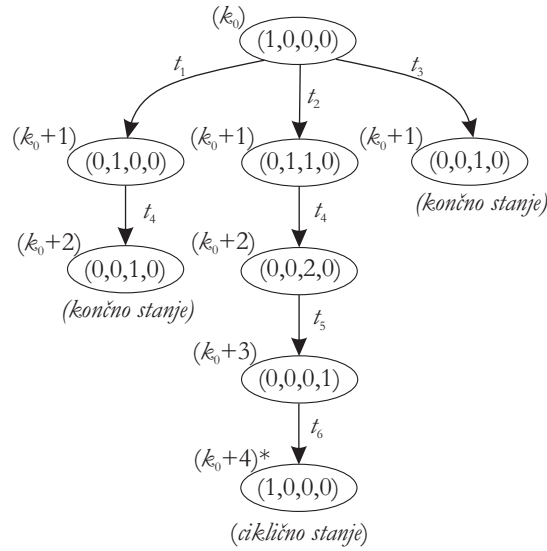 (k₀)
(1,0,0,0)
t₁
t₂
t₃
(k₀+1)
(k₀+1)
(k₀+1)
(0,1,0,0)
(0,1,1,0)
(0,0,1,0)
(končno stanje)
t₄
t₄
(k₀+2)
(k₀+2)
(0,0,1,0)
(0,0,2,0)
(končno stanje)
t₅
(k₀+3)
(0,0,0,1)
t₆
(k₀+4)*
(1,0,0,0)
(ciklično stanje)